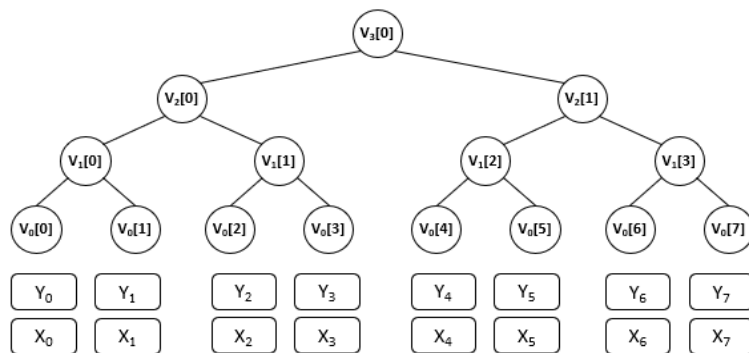 V₃[0]
V₂[0] V₂[1]
V₁[0] V₁[1] V₁[2] V₁[3]
V₀[0] V₀[1] V₀[2] V₀[3] V₀[4] V₀[5] V₀[6] V₀[7]
Y₀ Y₁ Y₂ Y₃ Y₄ Y₅ Y₆ Y₇
X₀ X₁ X₂ X₃ X₄ X₅ X₆ X₇